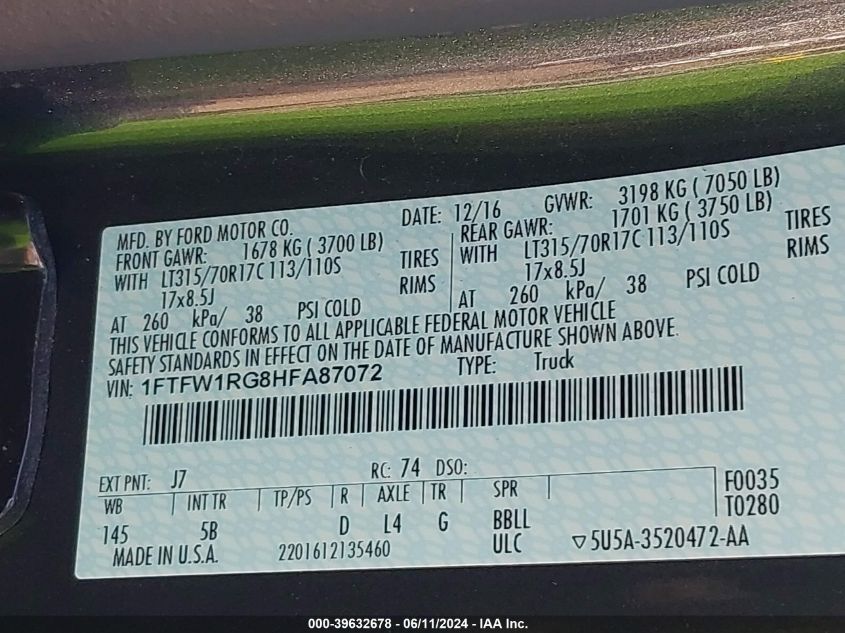 MFD. BY FORD MOTOR CO.
DATE: 12/16 GVWR: 3198 KG ( 7050 LB)
FRONT GAWR: 1678 KG ( 3700 LB)
REAR GAWR: 1701 KG ( 3750 LB)
WITH LT315/70R17C 113/110S TIRES
WITH LT315/70R17C 113/110S TIRES
17x8.5J RIMS
17x8.5J RIMS
AT 260 kPa/ 38 PSI COLD
AT 260 kPa/ 38 PSI COLD
THIS VEHICLE CONFORMS TO ALL APPLICABLE FEDERAL MOTOR VEHICLE
SAFETY STANDARDS IN EFFECT ON THE DATE OF MANUFACTURE SHOWN ABOVE.
VIN: 1FTFW1RG8HFA87072 TYPE: Truck
EXT PNT: J7 RC: 74 DSO:
WB INT TR TP/PS R AXLE TR SPR
F0035
T0280
145 5B D L4 G BBLL
MADE IN U.S.A. 2201612135460 ULC ▽5U5A-3520472-AA
000-39632678 - 06/11/2024 - IAA Inc.